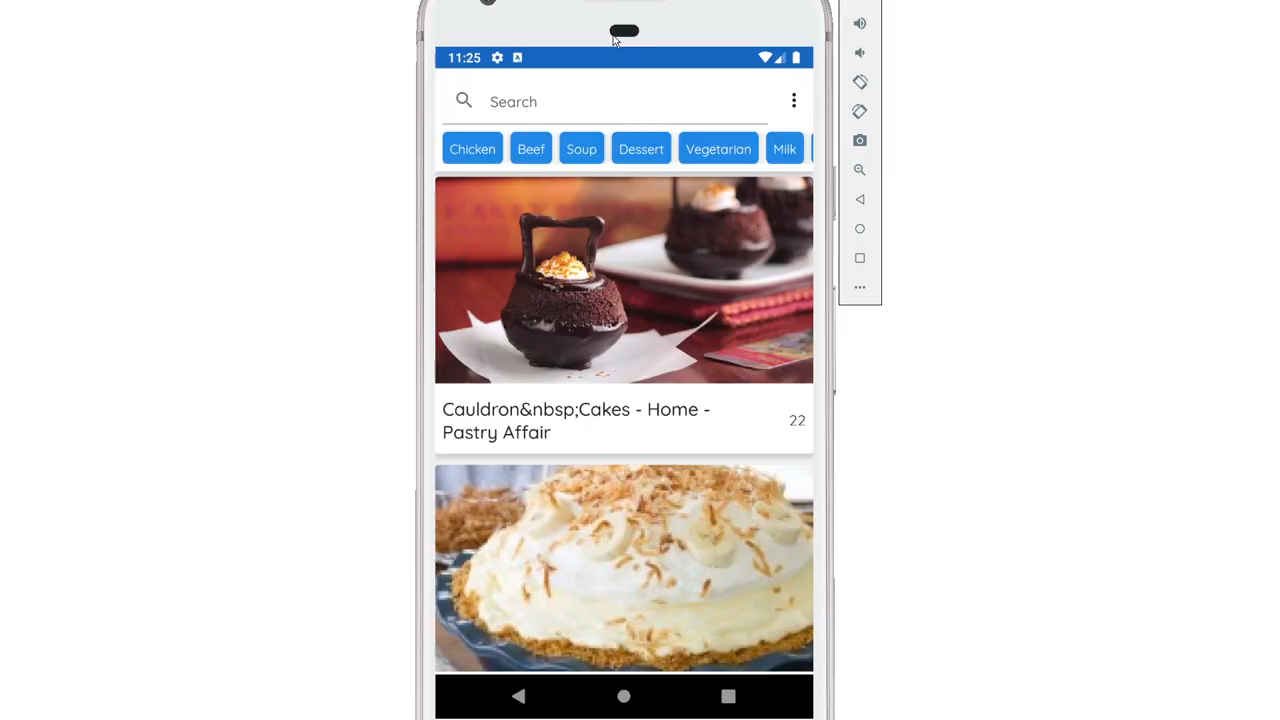 11:25
Search
Chicken Beef Soup Dessert Vegetarian Milk
Cauldron&nbsp;Cakes - Home -
Pastry Affair
22